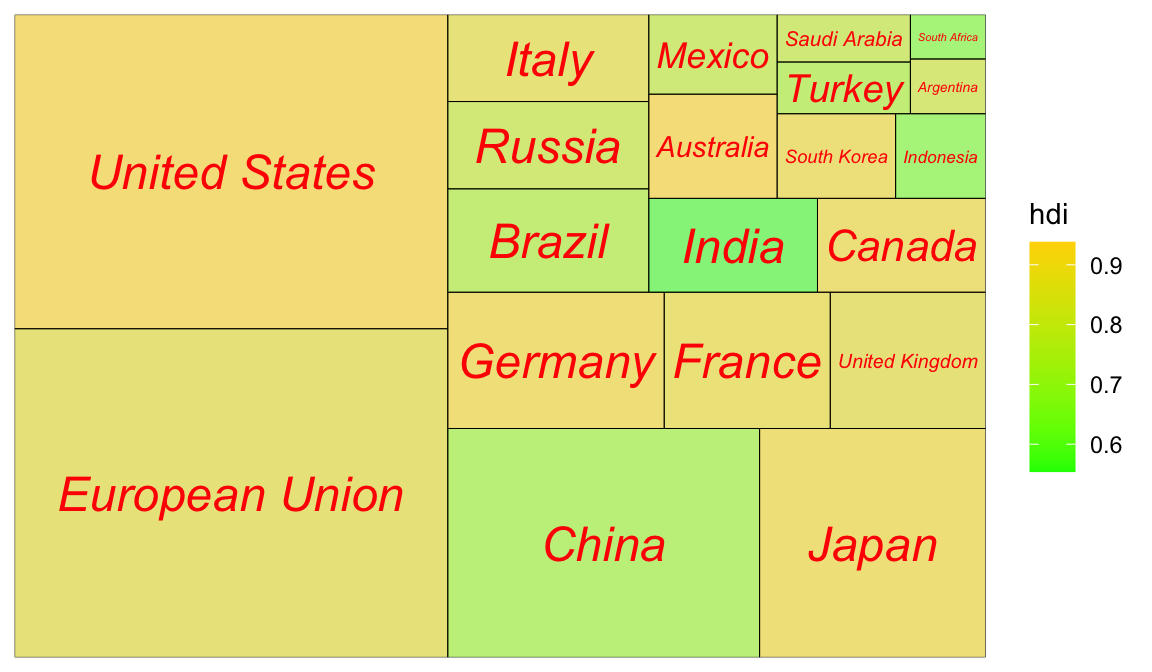 United States
European Union
Italy
Russia
Brazil
Mexico
Australia
Saudi Arabia
South Africa
Turkey
Argentina
South Korea
Indonesia
India
Canada
Germany
France
United Kingdom
China
Japan
hdi
0.9
0.8
0.7
0.6